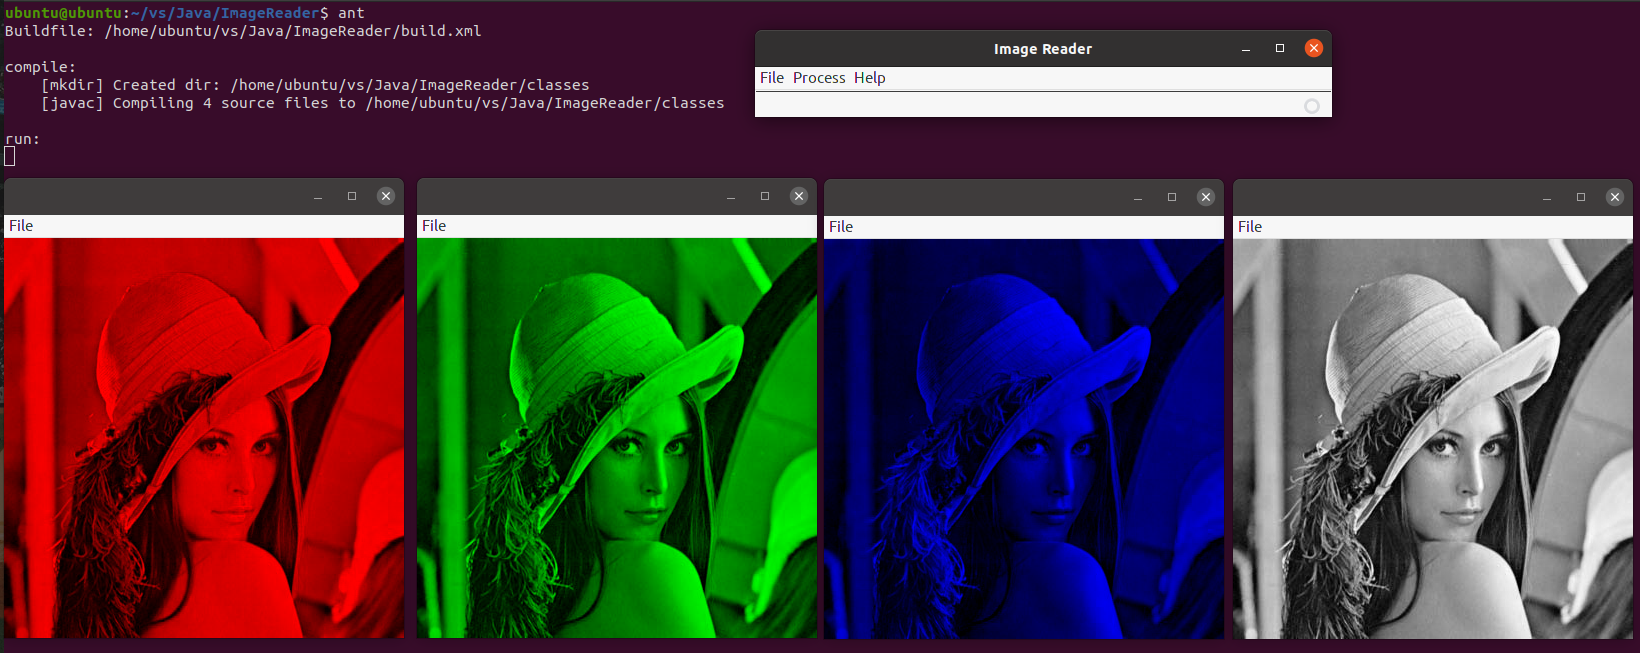 ubuntu@ubuntu:~/vs/Java/ImageReader$ ant
Buildfile: /home/ubuntu/vs/Java/ImageReader/build.xml
compile:
[mkdir] Created dir: /home/ubuntu/vs/Java/ImageReader/classes
[javac] Compiling 4 source files to /home/ubuntu/vs/Java/ImageReader/classes
run:
Image Reader
File Process Help
File
File
File
File